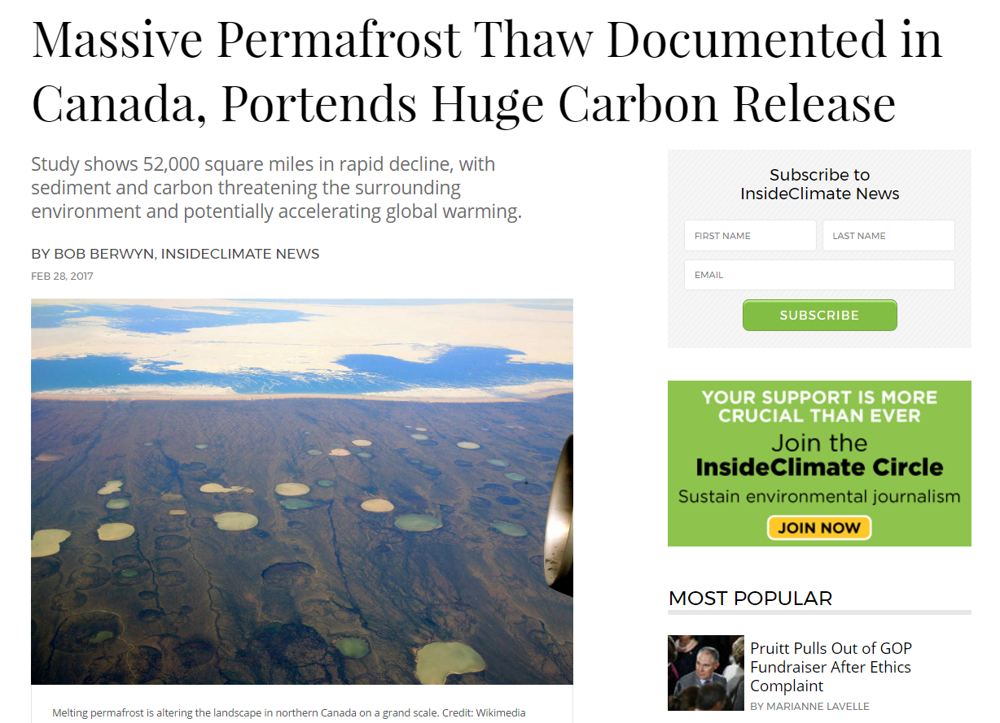 Massive Permafrost Thaw Documented in
Canada, Portends Huge Carbon Release
Study shows 52,000 square miles in rapid decline, with
sediment and carbon threatening the surrounding
environment and potentially accelerating global warming.
BY BOB BERWYN, INSIDECLIMATE NEWS
FEB 28, 2017
Melting permafrost is altering the landscape in northern Canada on a grand scale. Credit: Wikimedia
Subscribe to
InsideClimate News
FIRST NAME
LAST NAME
EMAIL
SUBSCRIBE
YOUR SUPPORT IS MORE
CRUCIAL THAN EVER
Join the
InsideClimate Circle
Sustain environmental journalism
JOIN NOW
MOST POPULAR
Pruitt Pulls Out of GOP
Fundraiser After Ethics
Complaint
BY MARIANNE LAVELLE